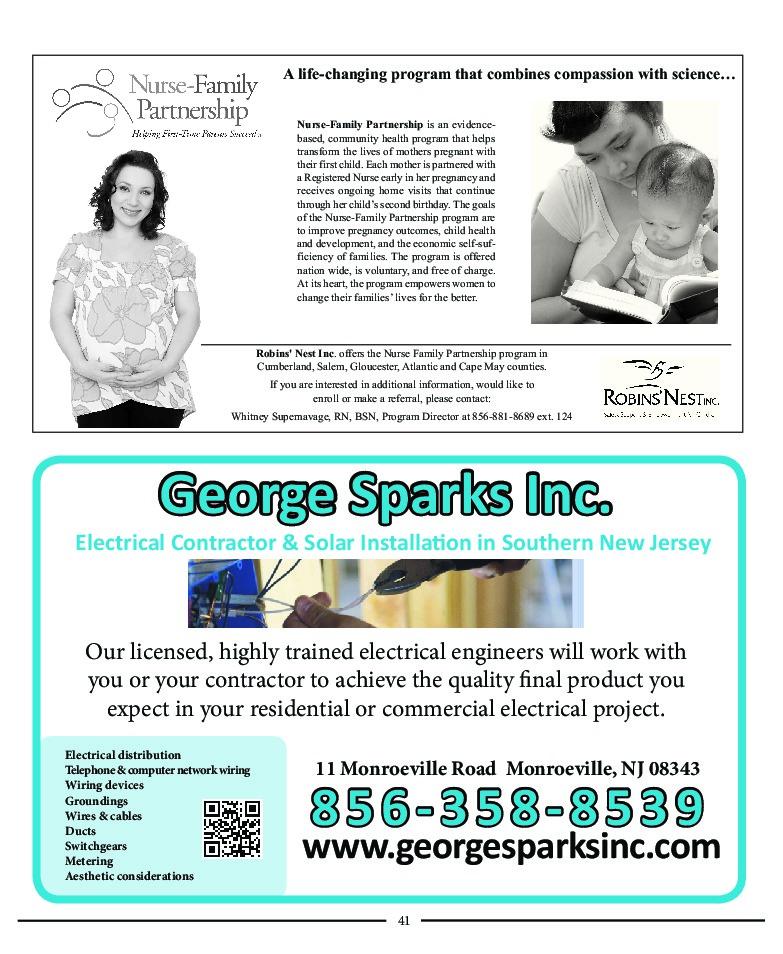 Nurse-Family
Partnership
Helping First-Time Parents Succeed
A life-changing program that combines compassion with science…
Nurse-Family Partnership is an evidence-
based, community health program that helps
transform the lives of mothers pregnant with
their first child. Each mother is partnered with
a Registered Nurse early in her pregnancy and
receives ongoing home visits that continue
through her child's second birthday. The goals
of the Nurse-Family Partnership program are
to improve pregnancy outcomes, child health
and development, and the economic self-suf-
ficiency of families. The program is offered
nation wide, is voluntary, and free of charge.
At its heart, the program empowers women to
change their families' lives for the better.
Robins' Nest Inc. offers the Nurse Family Partnership program in
Cumberland, Salem, Gloucester, Atlantic and Cape May counties.
If you are interested in additional information, would like to
enroll or make a referral, please contact:
Whitney Supernavage, RN, BSN, Program Director at 856-881-8689 ext. 124
ROBINS' NEST INC.
George Sparks Inc.
Electrical Contractor & Solar Installation in Southern New Jersey
Our licensed, highly trained electrical engineers will work with
you or your contractor to achieve the quality final product you
expect in your residential or commercial electrical project.
Electrical distribution
Telephone & computer network wiring
Wiring devices
Groundings
Wires & cables
Ducts
Switchgears
Metering
Aesthetic considerations
11 Monroeville Road Monroeville, NJ 08343
856-358-8539
www.georgesparksinc.com
41